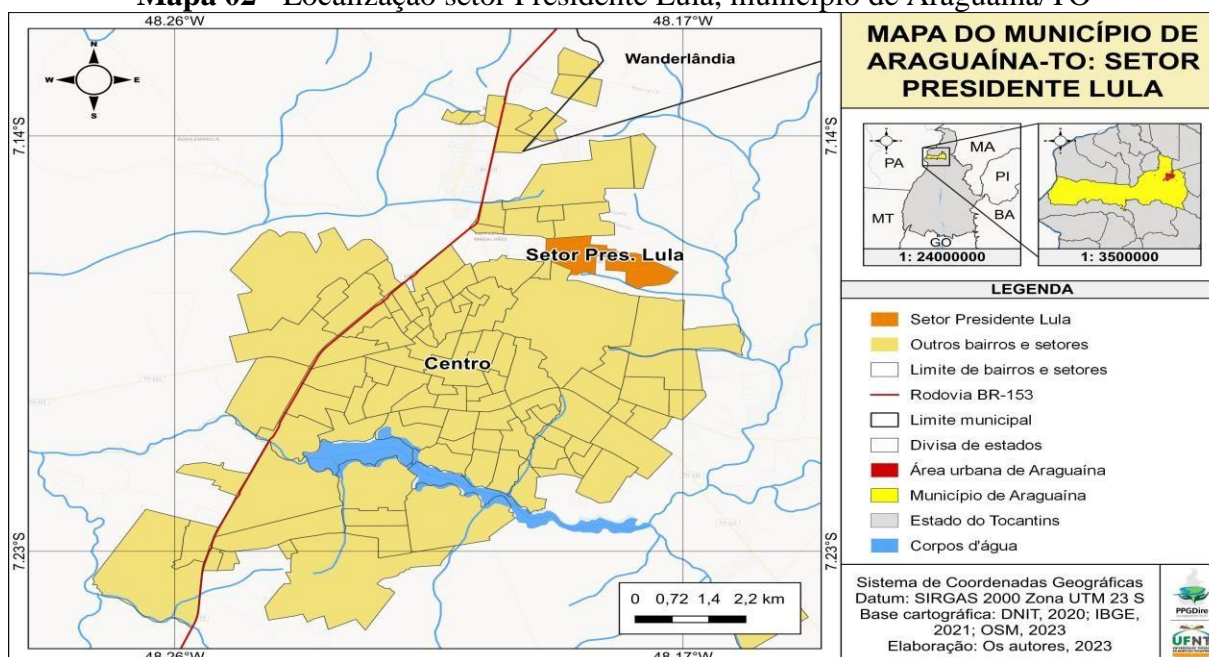 Mapa 02 - Localização setor Presidente Lula, município de Araguaína/TO
48.26°W
48.17°W
N
W
E
S
7.14°S
7.14°S
Wanderlândia
Setor Pres. Lula
Centro
7.23°S
7.23°S
0 0,72 1,4 2,2 km
48.26°W
48.17°W
MAPA DO MUNICÍPIO DE
ARAGUAÍNA-TO: SETOR
PRESIDENTE LULA
PA
MA
PI
MT
BA
GO
1: 24000000
1: 3500000
LEGENDA
Setor Presidente Lula
Outros bairros e setores
Limite de bairros e setores
Rodovia BR-153
Limite municipal
Divisa de estados
Área urbana de Araguaína
Município de Araguaína
Estado do Tocantins
Corpos d'água
Sistema de Coordenadas Geográficas
Datum: SIRGAS 2000 Zona UTM 23 S
Base cartográfica: DNIT, 2020; IBGE,
2021; OSM, 2023
Elaboração: Os autores, 2023
PPGDire
UFNT